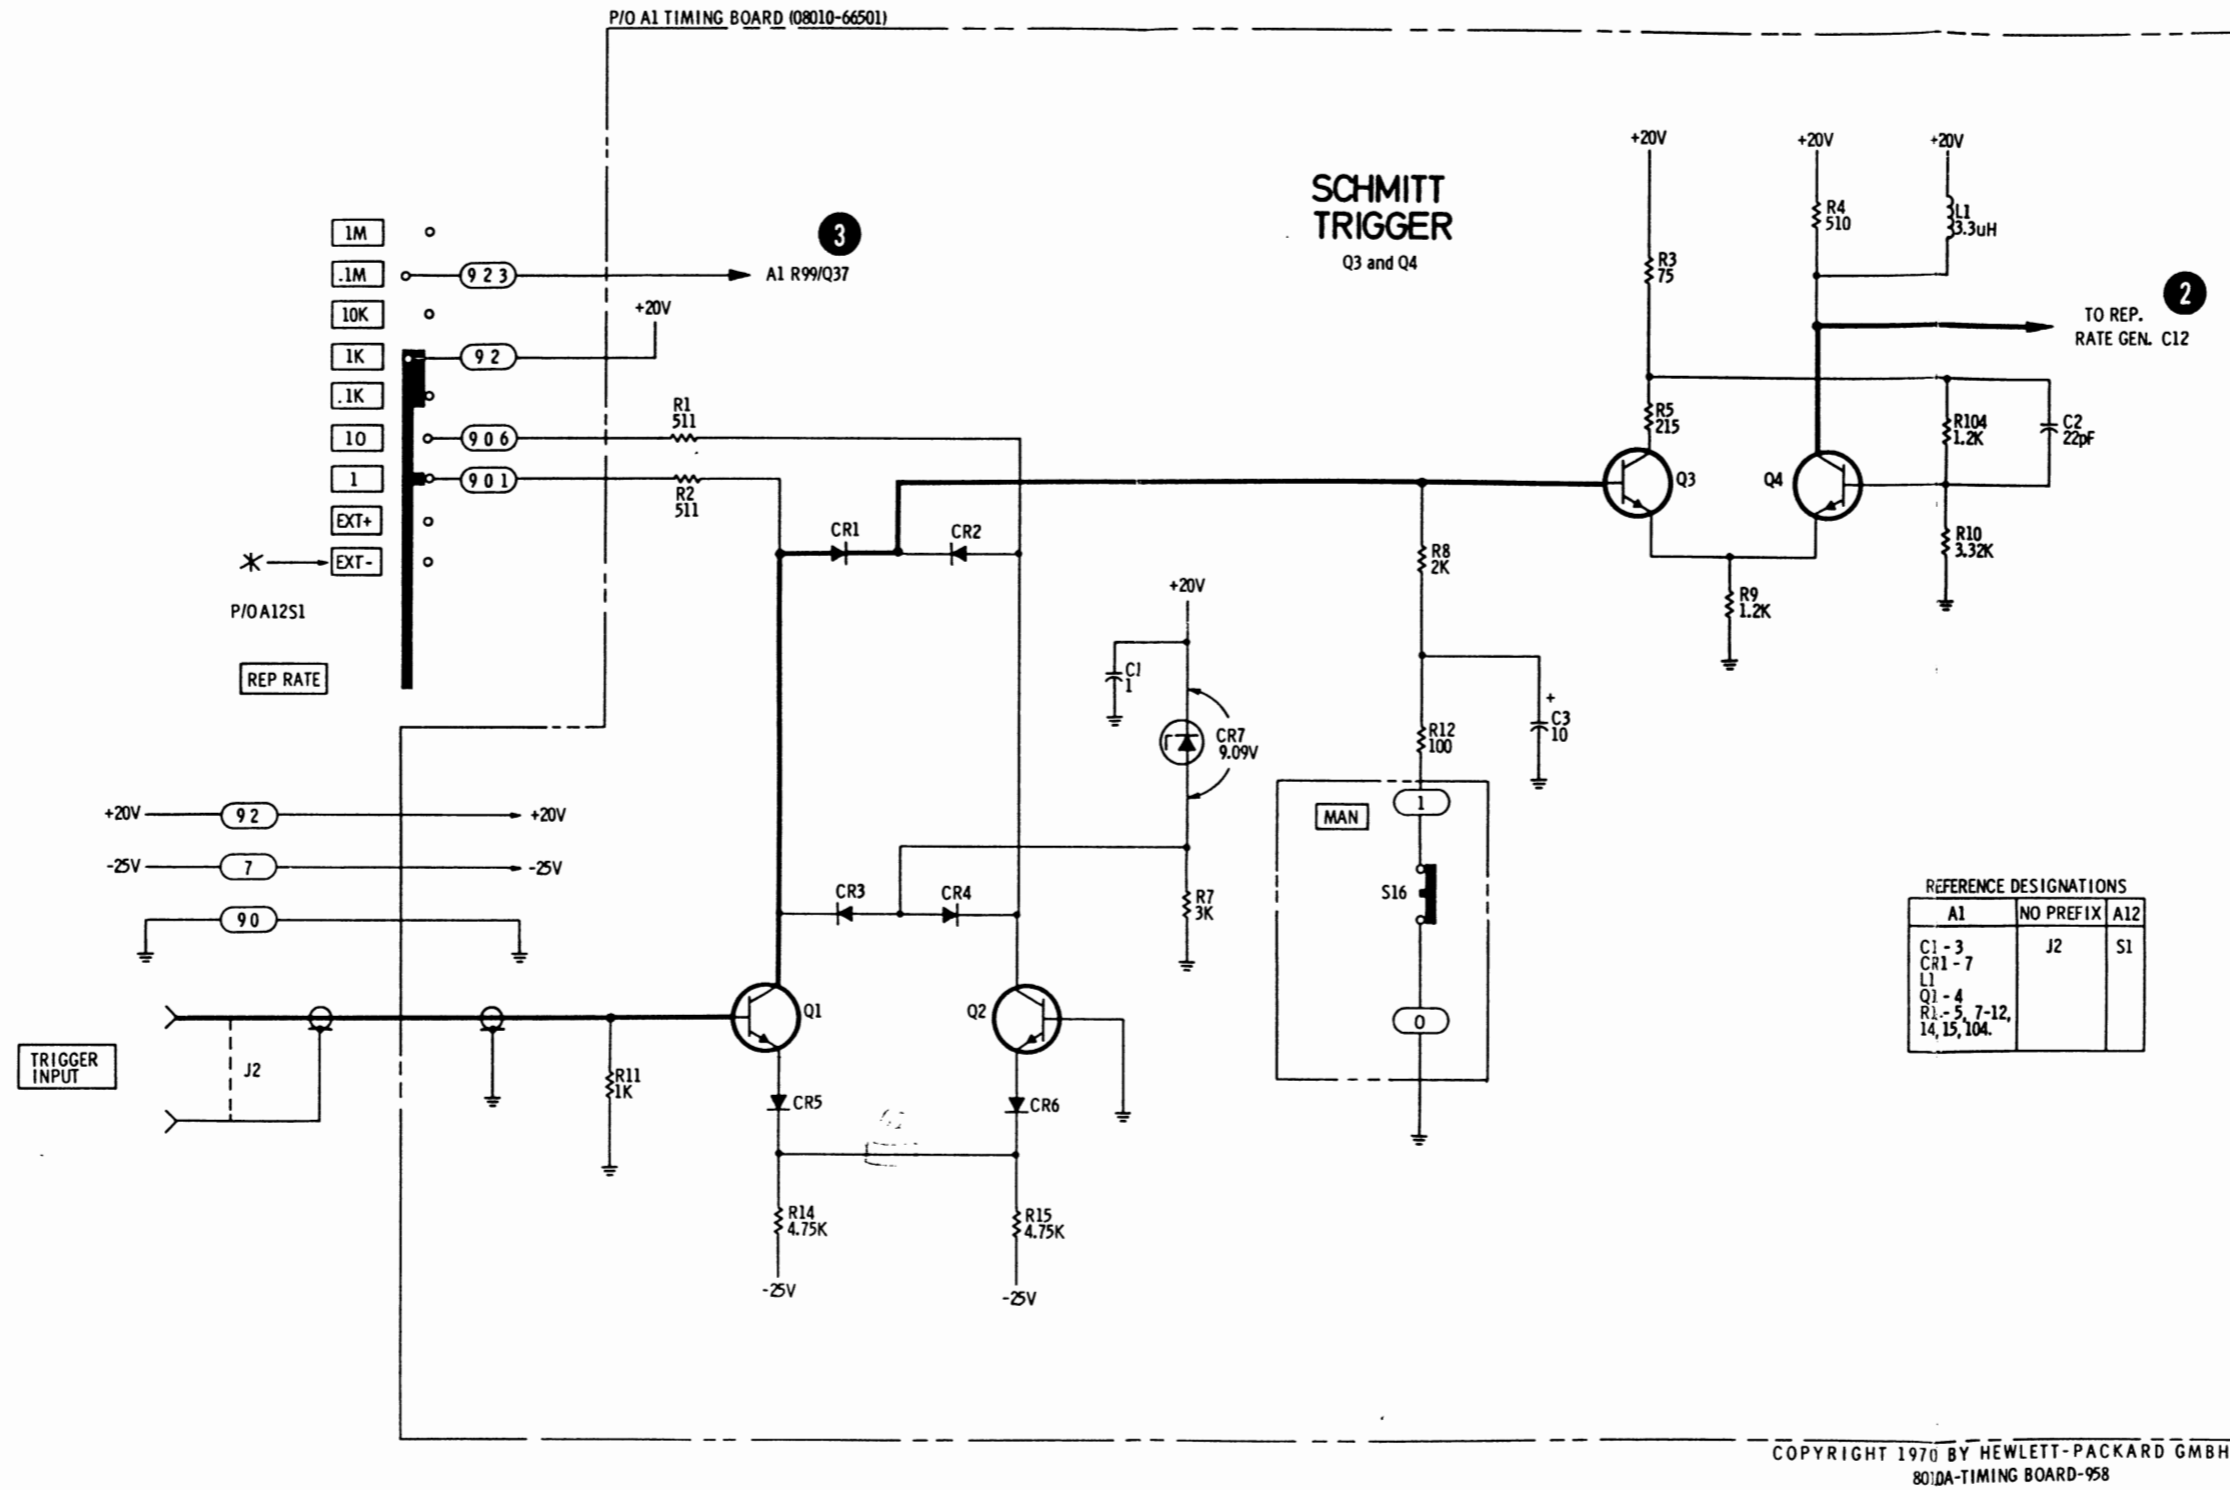 P/O A1 TIMING BOARD (08010-66501)
SCHMITT
TRIGGER
Q3 and Q4
+20V
+20V
+20V
R3
75
R4
510
L1
3.3uH
2
TO REP.
RATE GEN. C12
R5
215
R104
1.2K
C2
22pF
Q3
Q4
R10
3.32K
R9
1.2K
1M
.1M
10K
1K
.1K
10
1
EXT+
EXT-
923
92
906
901
3
A1 R99/Q37
+20V
R1
511
R2
511
CR1
CR2
R8
2K
P/O A12S1
REP RATE
+20V
C1
1
CR7
9.09V
R12
100
+
C3
10
+20V
92
+20V
-25V
7
-25V
90
CR3
CR4
R7
3K
MAN
1
S16
0
TRIGGER
INPUT
J2
R11
1K
Q1
Q2
CR5
CR6
R14
4.75K
R15
4.75K
-25V
-25V
REFERENCE DESIGNATIONS
A1
NO PREFIX
A12
C1-3
CR1-7
L1
Q1-4
R1-5, 7-12,
14, 15, 104.
J2
S1
COPYRIGHT 1970 BY HEWLETT-PACKARD GMBH
8010A-TIMING BOARD-958